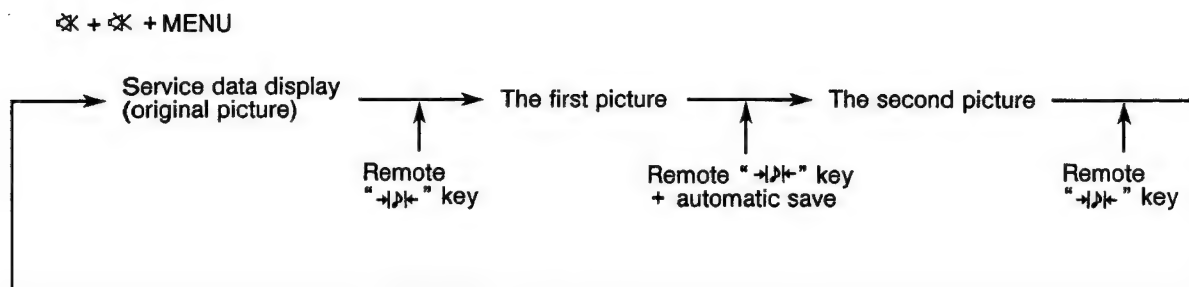 + + MENU
Service data display
(original picture)
The first picture
The second picture
Remote
“ ” key
Remote “ ” key
+ automatic save
Remote
“ ” key